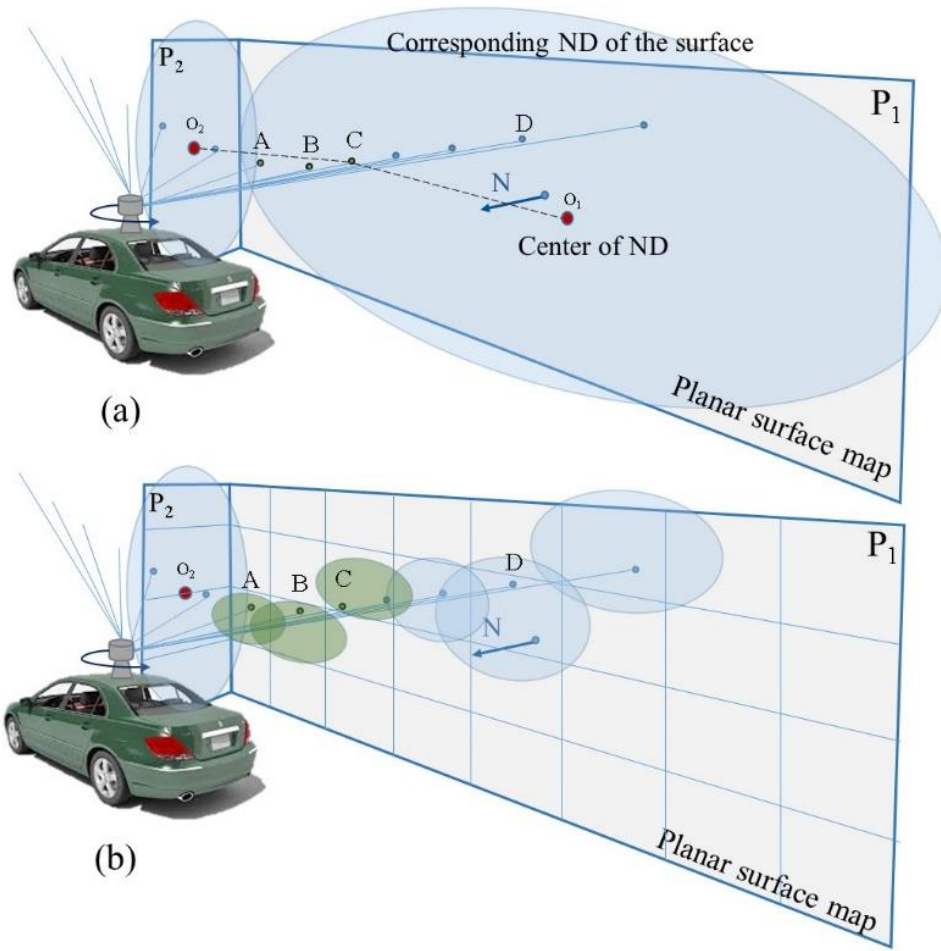 Corresponding ND of the surface
P₂
P₁
O₂
A
B
C
D
N
O₁
Center of ND
Planar surface map
(a)
P₂
P₁
O₂
A
B
C
D
N
Planar surface map
(b)